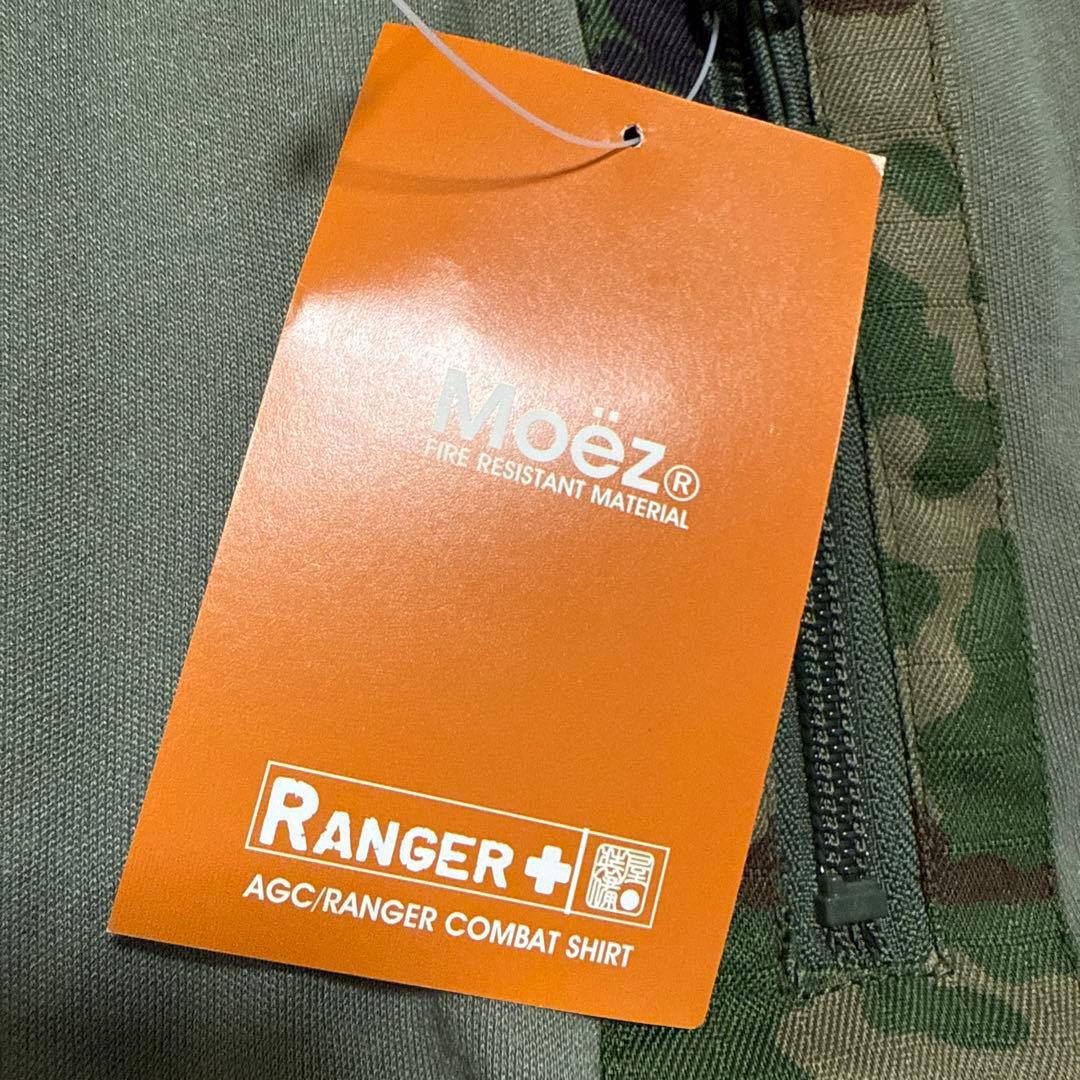 Moëz®
FIRE RESISTANT MATERIAL
RANGER+
AGC/RANGER COMBAT SHIRT